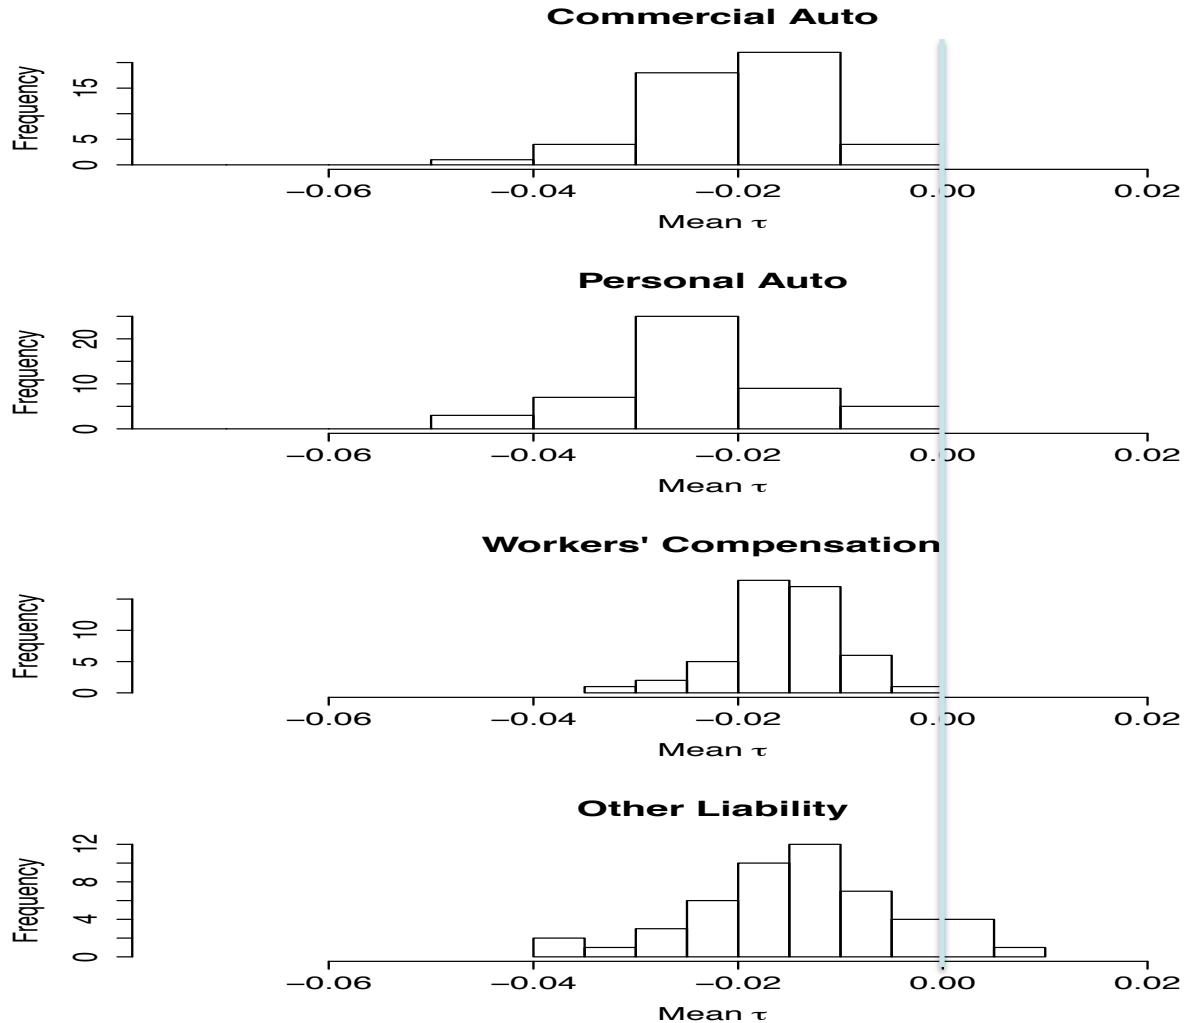 Commercial Auto
Frequency
0 5 15
−0.06 −0.04 −0.02 0.00 0.02
Mean τ
Personal Auto
Frequency
0 10 20
−0.06 −0.04 −0.02 0.00 0.02
Mean τ
Workers' Compensation
Frequency
0 5 10
−0.06 −0.04 −0.02 0.00 0.02
Mean τ
Other Liability
Frequency
0 4 8 12
−0.06 −0.04 −0.02 0.00 0.02
Mean τ